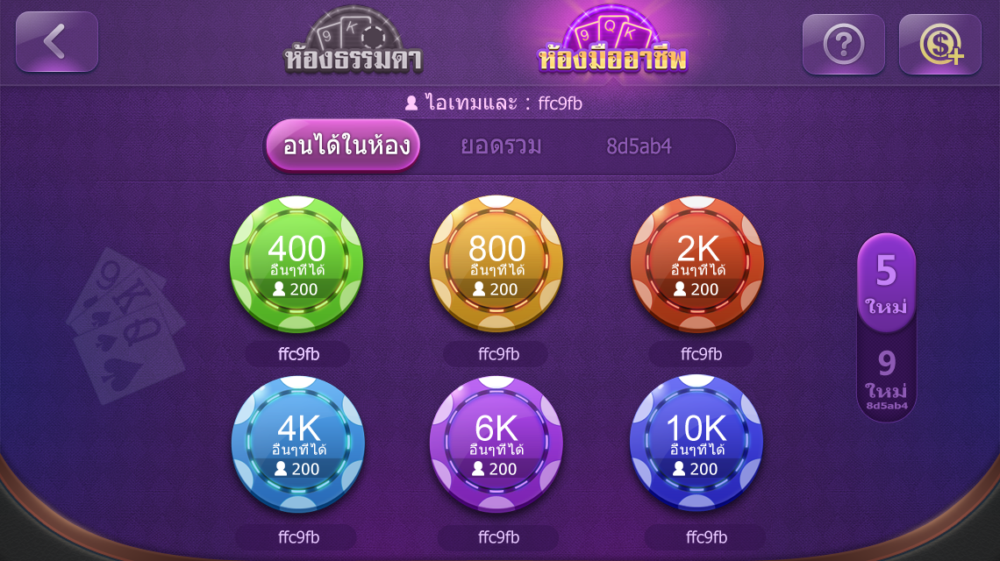 ห้องธรรมดา
ห้องมืออาชีพ
ไอเทมและ : ffc9fb
อนได้ในห้อง ยอดรวม 8d5ab4
400
อื่นๆที่ได้
200
ffc9fb
800
อื่นๆที่ได้
200
ffc9fb
2K
อื่นๆที่ได้
200
ffc9fb
4K
อื่นๆที่ได้
200
ffc9fb
6K
อื่นๆที่ได้
200
ffc9fb
10K
อื่นๆที่ได้
200
ffc9fb
5
ใหม่
9
ใหม่
8d5ab4
9 K Q